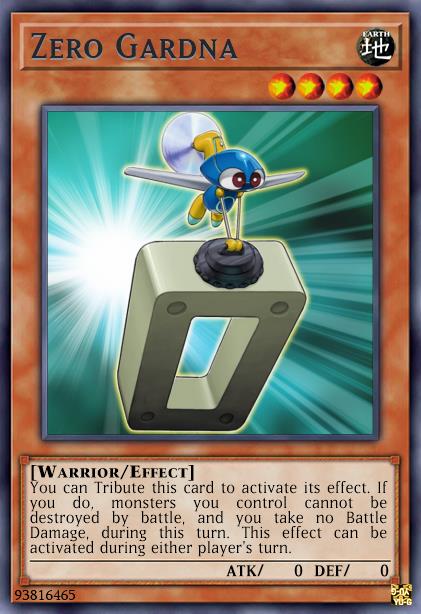 Zero Gardna
EARTH
地
[Warrior/Effect]
You can Tribute this card to activate its effect. If
you do, monsters you control cannot be
destroyed by battle, and you take no Battle
Damage, during this turn. This effect can be
activated during either player's turn.
ATK/ 0 DEF/ 0
93816465